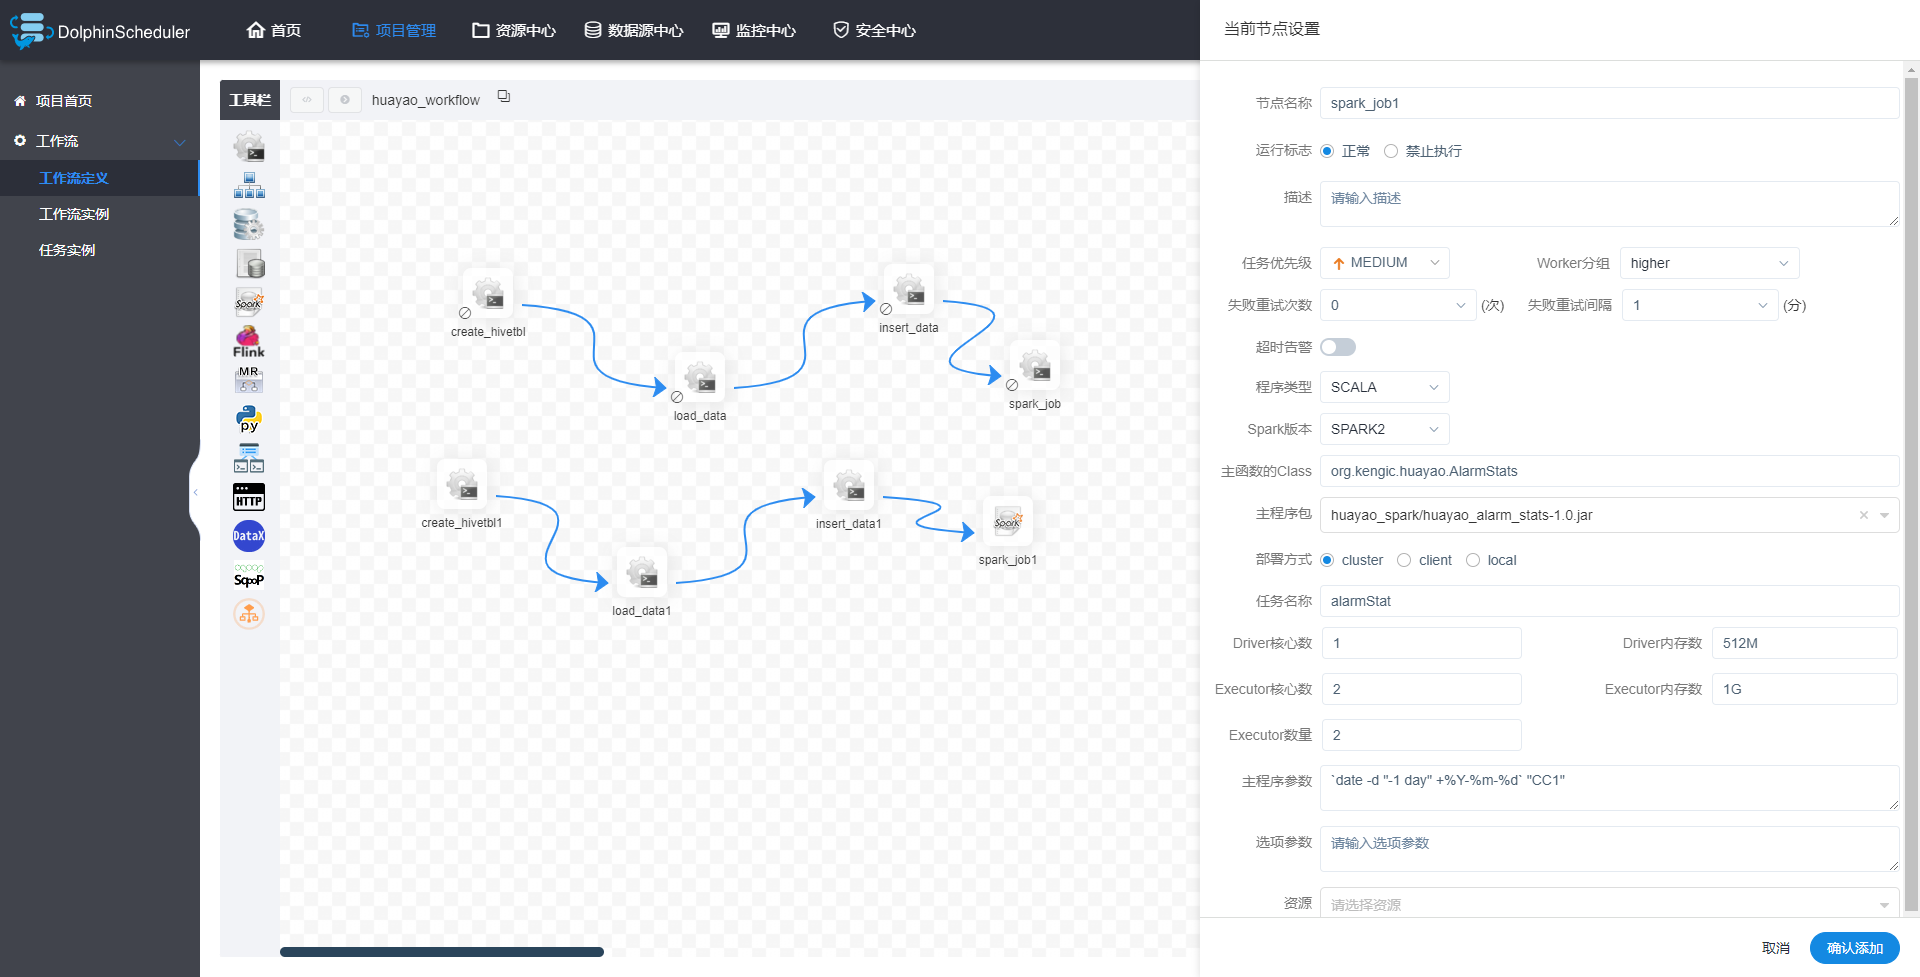 DolphinScheduler
首页
项目管理
资源中心
数据源中心
监控中心
安全中心
项目首页
工作流
工作流定义
工作流实例
任务实例
工具栏
huayao_workflow
Spark
Flink
MR
py
HTTP
DataX
Sqoop
create_hivetbl
load_data
insert_data
spark_job
create_hivetbl1
load_data1
insert_data1
Spark
spark_job1
当前节点设置
节点名称 spark_job1
运行标志 正常 禁止执行
描述 请输入描述
任务优先级 MEDIUM Worker分组 higher
失败重试次数 0 (次) 失败重试间隔 1 (分)
超时告警
程序类型 SCALA
Spark版本 SPARK2
主函数的Class org.kengic.huayao.AlarmStats
主程序包 huayao_spark/huayao_alarm_stats-1.0.jar
部署方式 cluster client local
任务名称 alarmStat
Driver核心数 1 Driver内存数 512M
Executor核心数 2 Executor内存数 1G
Executor数量 2
主程序参数 `date -d "-1 day" +%Y-%m-%d` "CC1"
选项参数 请输入选项参数
资源 请选择资源
取消 确认添加